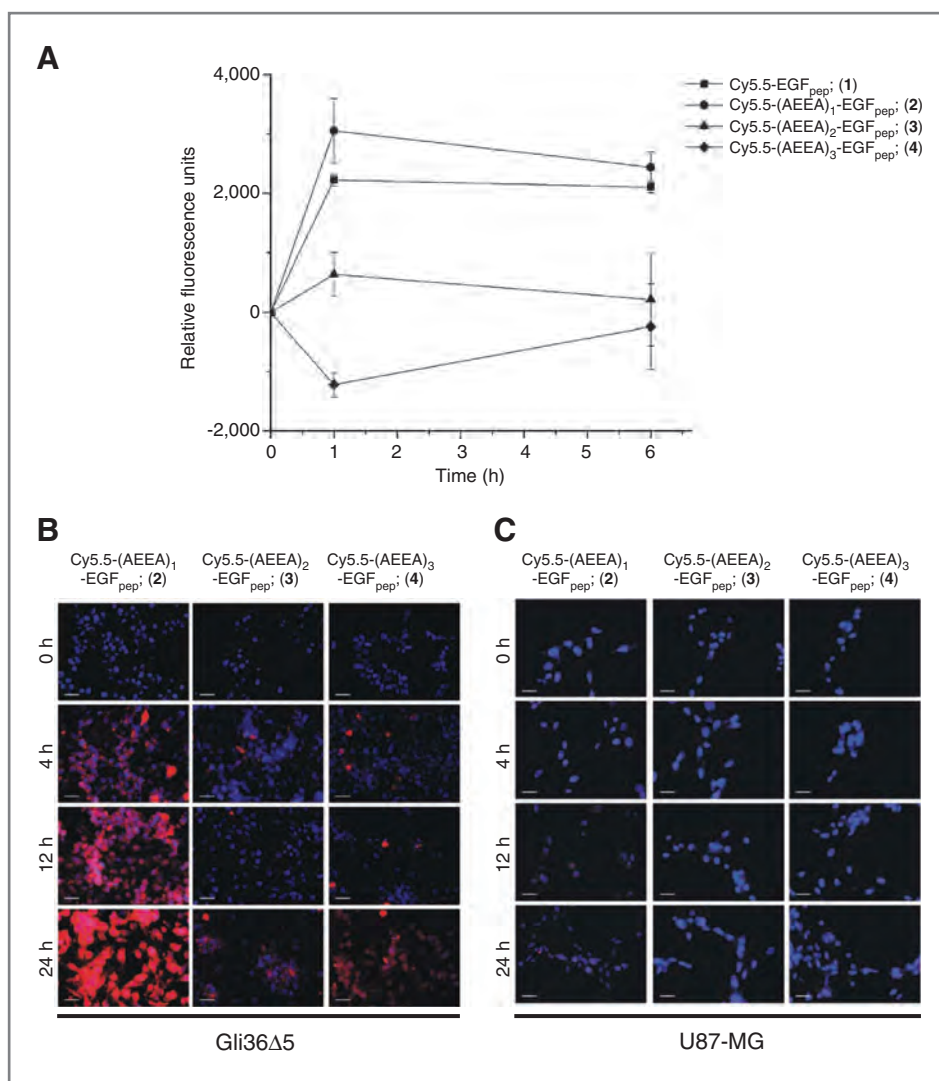 A
4,000
2,000
0
-2,000
Relative fluorescence units
0 1 2 3 4 5 6
Time (h)
Cy5.5-EGFpep; (1)
Cy5.5-(AEEA)1-EGFpep; (2)
Cy5.5-(AEEA)2-EGFpep; (3)
Cy5.5-(AEEA)3-EGFpep; (4)
B
Cy5.5-(AEEA)1 Cy5.5-(AEEA)2 Cy5.5-(AEEA)3
-EGFpep; (2) -EGFpep; (3) -EGFpep; (4)
0 h
4 h
12 h
24 h
Gli36Δ5
C
Cy5.5-(AEEA)1 Cy5.5-(AEEA)2 Cy5.5-(AEEA)3
-EGFpep; (2) -EGFpep; (3) -EGFpep; (4)
0 h
4 h
12 h
24 h
U87-MG